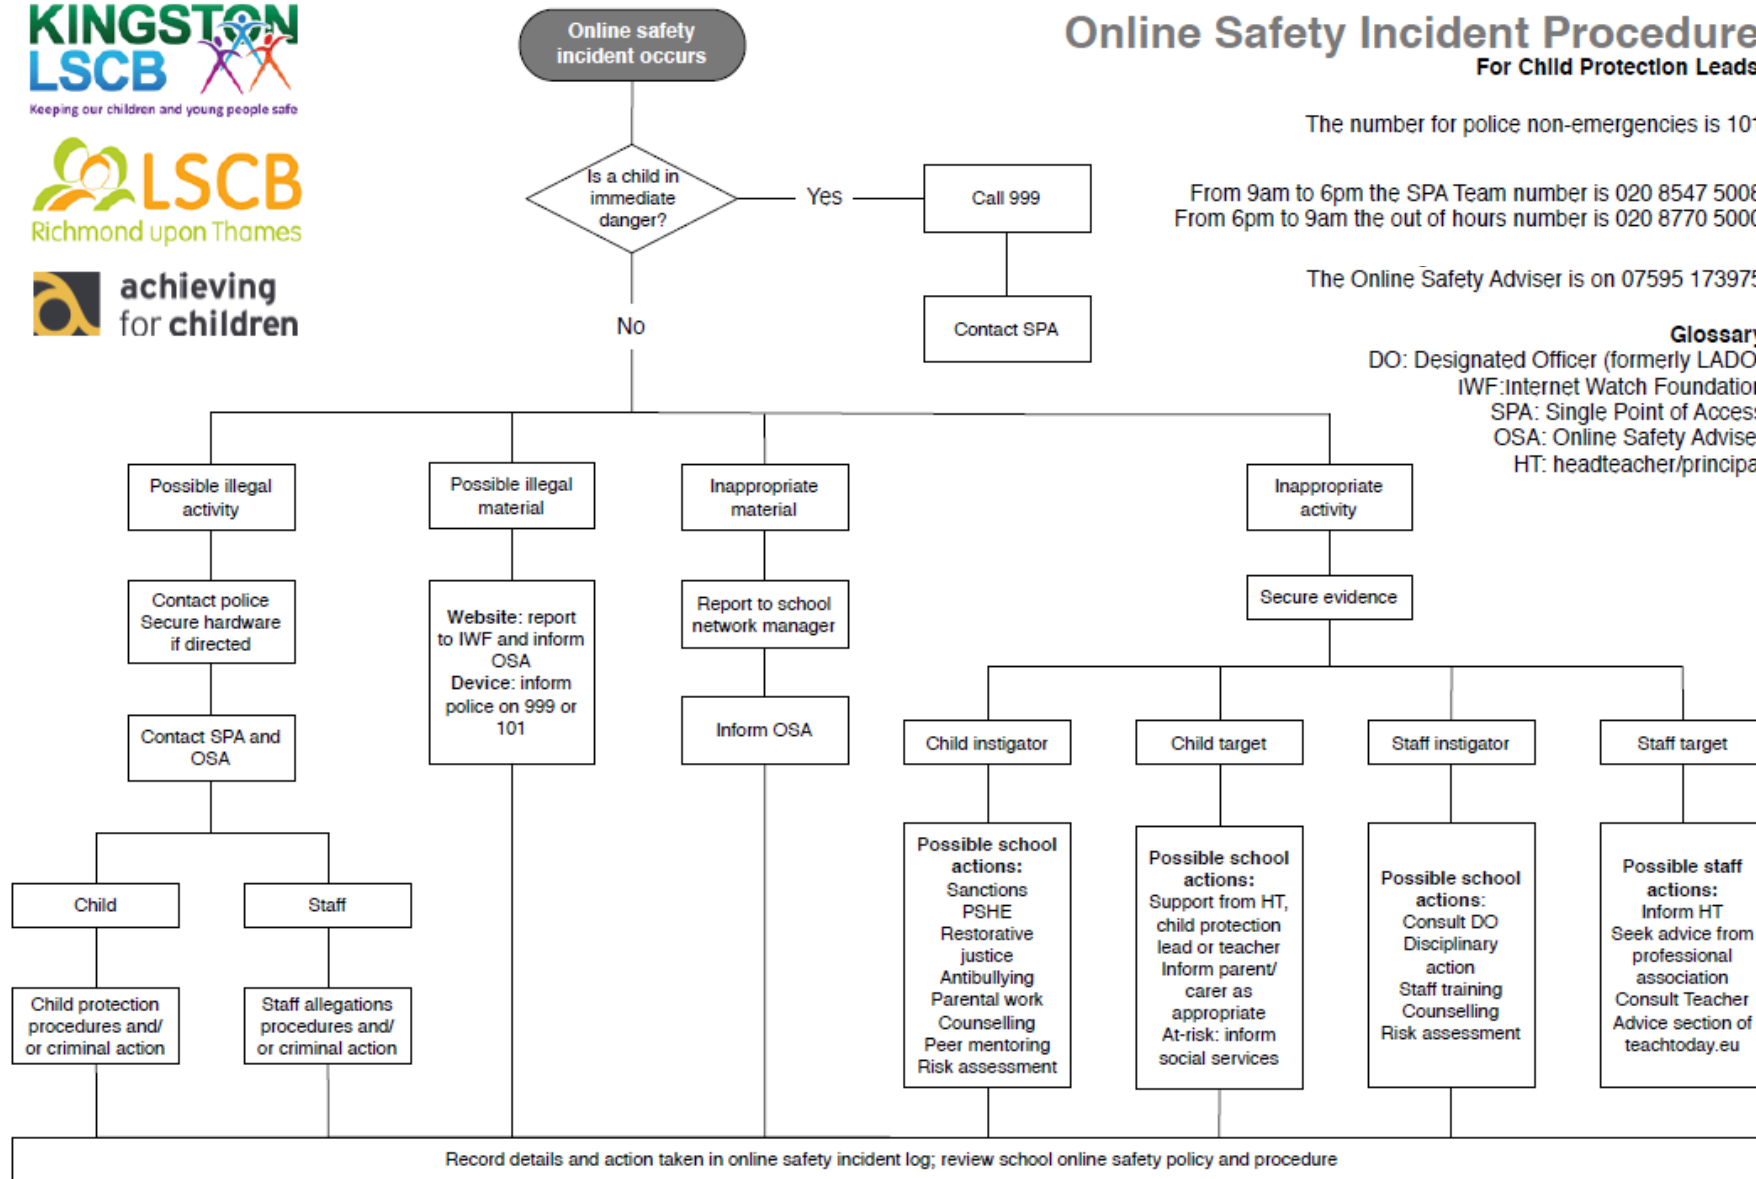 KINGSTON
LSCB
Keeping our children and young people safe
LSCB
Richmond upon Thames
achieving
for children
Online Safety Incident Procedure
For Child Protection Leads
The number for police non-emergencies is 101
From 9am to 6pm the SPA Team number is 020 8547 5008
From 6pm to 9am the out of hours number is 020 8770 5000
The Online Safety Adviser is on 07595 173975
Glossary
DO: Designated Officer (formerly LADO
IWF:Internet Watch Foundation
SPA: Single Point of Access
OSA: Online Safety Advise
HT: headteacher/principa
Online safety
incident occurs
Is a child in
immediate
danger?
Yes
Call 999
Contact SPA
No
Possible illegal
activity
Contact police
Secure hardware
if directed
Contact SPA and
OSA
Child
Child protection
procedures and/
or criminal action
Staff
Staff allegations
procedures and/
or criminal action
Possible illegal
material
Website: report
to IWF and inform
OSA
Device: inform
police on 999 or
101
Inappropriate
material
Report to school
network manager
Inform OSA
Inappropriate
activity
Secure evidence
Child instigator
Possible school
actions:
Sanctions
PSHE
Restorative
justice
Antibullying
Parental work
Counselling
Peer mentoring
Risk assessment
Child target
Possible school
actions:
Support from HT,
child protection
lead or teacher
Inform parent/
carer as
appropriate
At-risk: inform
social services
Staff instigator
Possible school
actions:
Consult DO
Disciplinary
action
Staff training
Counselling
Risk assessment
Staff target
Possible staff
actions:
Inform HT
Seek advice from
professional
association
Consult Teacher
Advice section of
teachtoday.eu
Record details and action taken in online safety incident log; review school online safety policy and procedure